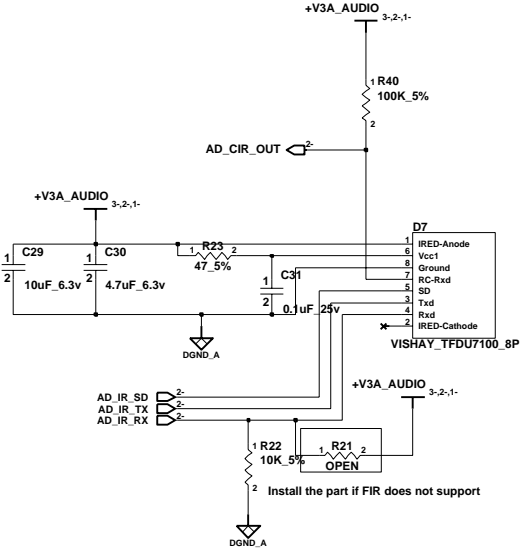 +V3A_AUDIO
3-,2-,1-
1 R40
100K_5%
2
AD_CIR_OUT 2-
+V3A_AUDIO
3-,2-,1-
D7
1 C29
2 10uF_6.3v
1 C30
2 4.7uF_6.3v
1 R23 2
47_5%
1 C31
2 0.1uF_25v
1 IRED-Anode
6 Vcc1
8 Ground
7 RC-Rxd
5 SD
3 Txd
4 Rxd
2 IRED-Cathode
VISHAY_TFDU7100_8P
DGND_A
AD_IR_SD 2-
AD_IR_TX 2-
AD_IR_RX 2-
+V3A_AUDIO
3-,2-,1-
1 R22
10K_5%
2
1 R21 2
OPEN
Install the part if FIR does not support
DGND_A